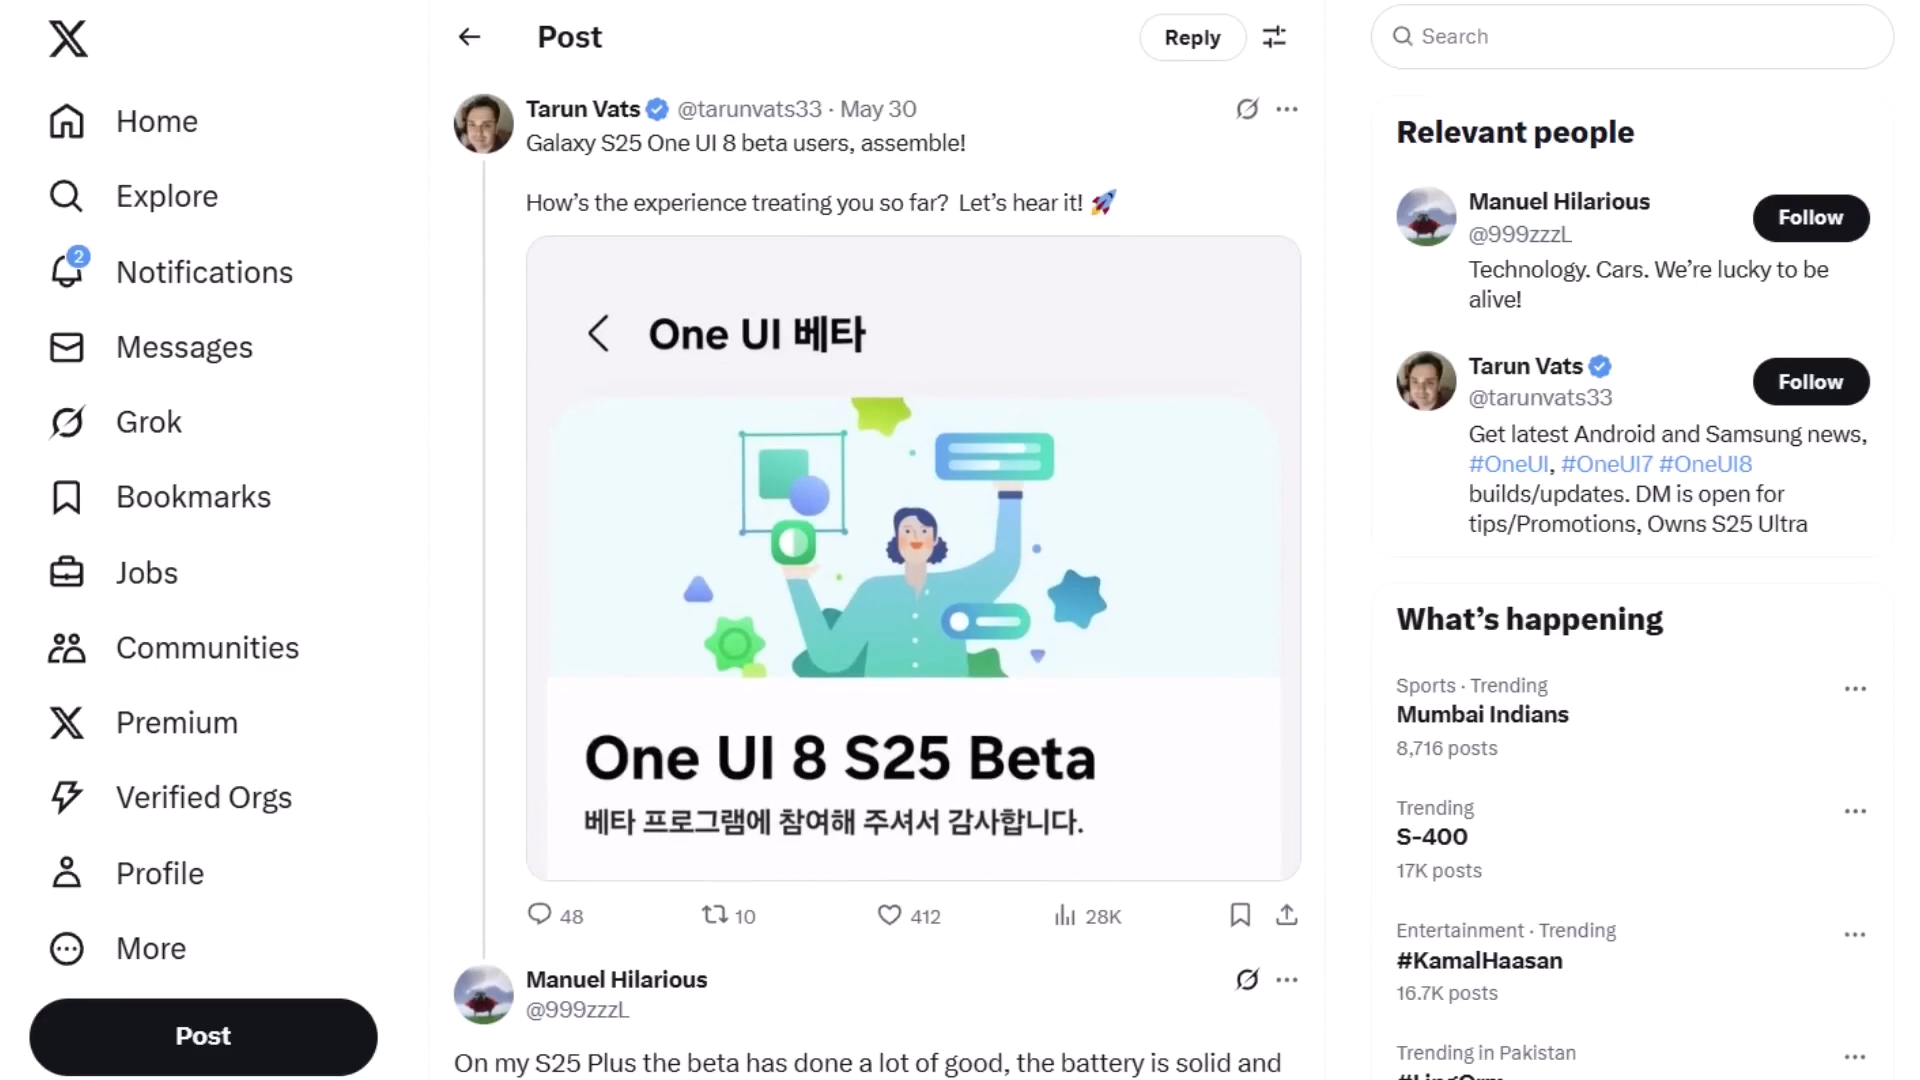 Home
Explore
2
Notifications
Messages
Grok
Bookmarks
Jobs
Communities
Premium
Verified Orgs
Profile
More
Post
Post
Reply
Tarun Vats @tarunvats33 · May 30
Galaxy S25 One UI 8 beta users, assemble!
How’s the experience treating you so far? Let’s hear it! 🚀
One UI 베타
One UI 8 S25 Beta
베타 프로그램에 참여해 주셔서 감사합니다.
48
10
412
28K
Manuel Hilarious
@999zzzL
On my S25 Plus the beta has done a lot of good, the battery is solid and
Search
Relevant people
Manuel Hilarious
@999zzzL
Follow
Technology. Cars. We’re lucky to be
alive!
Tarun Vats
@tarunvats33
Follow
Get latest Android and Samsung news,
#OneUI, #OneUI7 #OneUI8
builds/updates. DM is open for
tips/Promotions, Owns S25 Ultra
What’s happening
Sports · Trending
Mumbai Indians
8,716 posts
Trending
S-400
17K posts
Entertainment · Trending
#KamalHaasan
16.7K posts
Trending in Pakistan